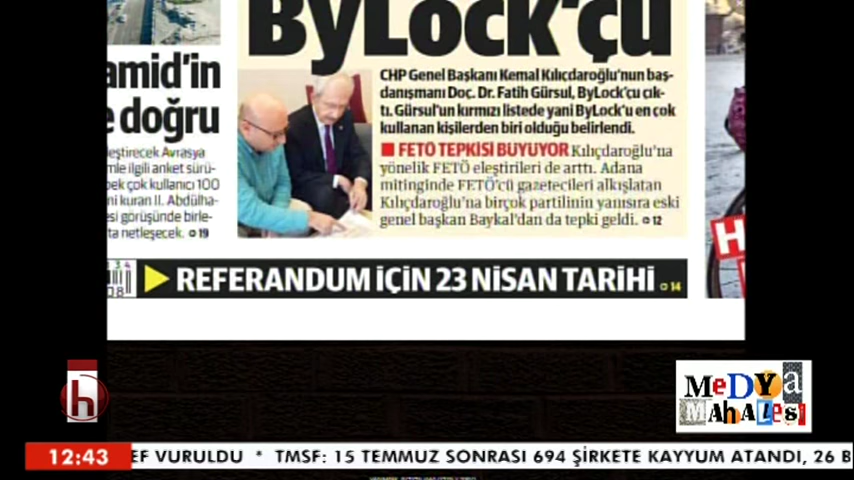 ByLock'çu
amid'in
doğru
leştirecek Avrasya
mle ilgili anket sürü-
pek çok kullanıcı 100
ni kuran II. Abdülha-
esi görüşünde birle-
ta netleşecek. 19
CHP Genel Başkanı Kemal Kılıçdaroğlu'nun baş-
danışmanı Doç. Dr. Fatih Gürsul, ByLock'çu çık-
tı. Gürsul'un kırmızı listede yani ByLock'u en çok
kullanan kişilerden biri olduğu belirlendi.
FETÖ TEPKİSİ BÜYÜYOR Kılıçdaroğlu'na
yönelik FETÖ eleştirileri de arttı. Adana
mitinginde FETÖ'cü gazetecileri alkışlatan
Kılıçdaroğlu'na birçok partilinin yanısıra eski
genel başkan Baykal'dan da tepki geldi. 12
REFERANDUM İÇİN 23 NİSAN TARİHİ 14
h
MeDYa
MaHaLesi
12:43 EF VURULDU * TMSF: 15 TEMMUZ SONRASI 694 ŞİRKETE KAYYUM ATANDI, 26 B